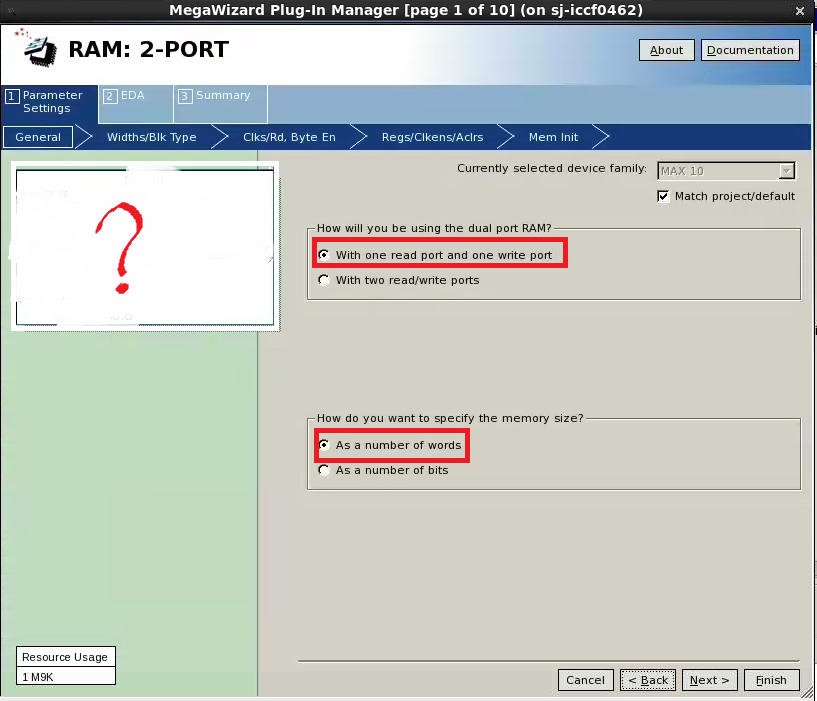 MegaWizard Plug-In Manager [page 1 of 10] (on sj-iccf0462)
RAM: 2-PORT
About
Documentation
1 Parameter Settings
2 EDA
3 Summary
General
Widths/Blk Type
Clks/Rd, Byte En
Regs/Clkens/Aclrs
Mem Init
Currently selected device family:
MAX 10
Match project/default
?
How will you be using the dual port RAM?
With one read port and one write port
With two read/write ports
How do you want to specify the memory size?
As a number of words
As a number of bits
Resource Usage
1 M9K
Cancel
< Back
Next >
Finish